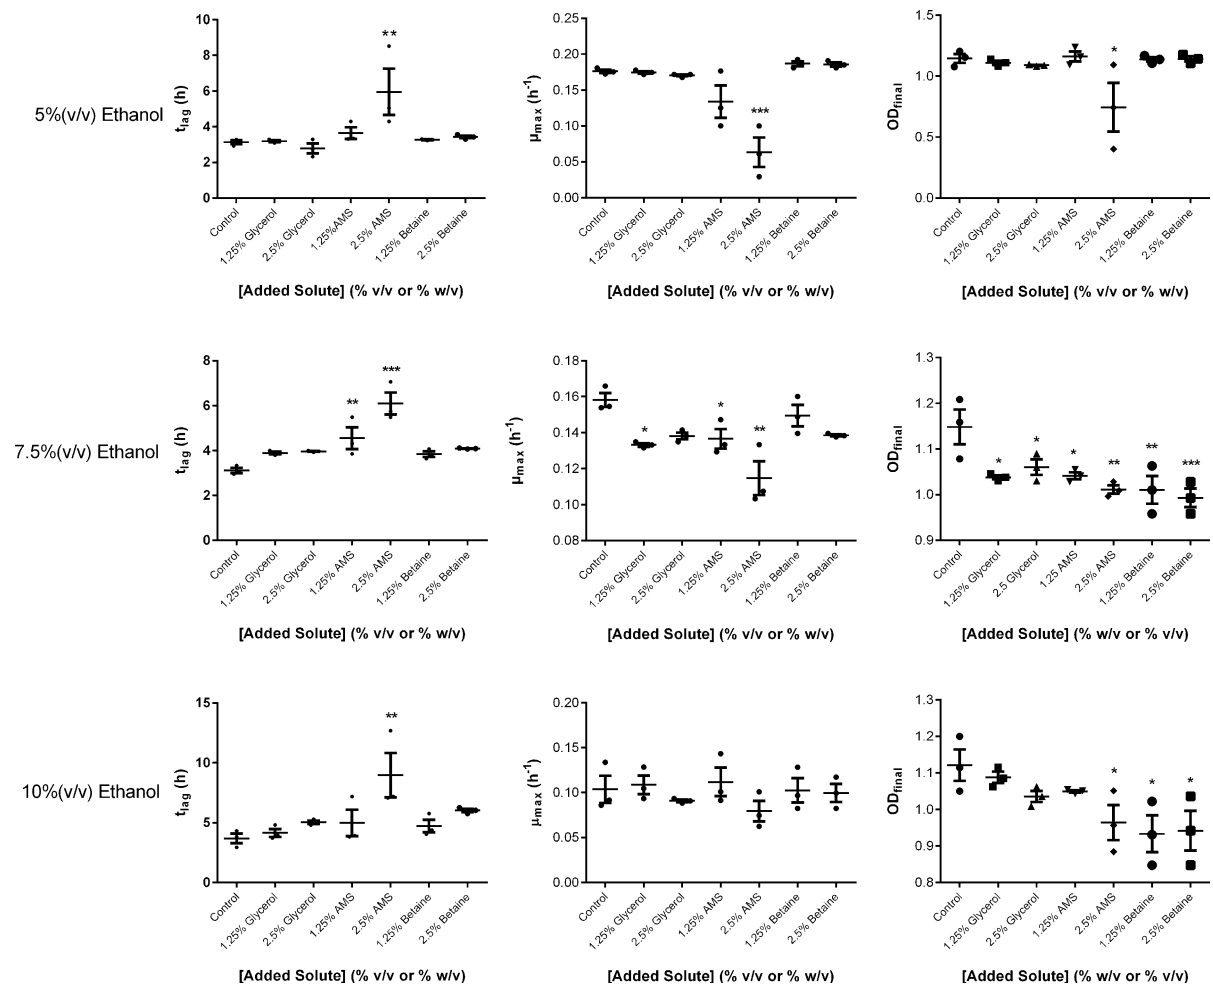 5%(v/v) Ethanol
t_lag (h)
10
8
6
4
2
0
**
Control
1.25% Glycerol
2.5% Glycerol
1.25%AMS
2.5% AMS
1.25% Betaine
2.5% Betaine
[Added Solute] (% v/v or % w/v)
μ_max (h⁻¹)
0.25
0.20
0.15
0.10
0.05
0.00
***
Control
1.25% Glycerol
2.5% Glycerol
1.25% AMS
2.5% AMS
1.25% Betaine
2.5% Betaine
[Added Solute] (% v/v or % w/v)
OD_final
1.5
1.0
0.5
0.0
*
Control
1.25% Glycerol
2.5% Glycerol
1.25% AMS
2.5% AMS
1.25% Betaine
2.5% Betaine
[Added Solute] (% v/v or % w/v)
7.5%(v/v) Ethanol
t_lag (h)
8
6
4
2
0
**
***
Control
1.25% Glycerol
2.5% Glycerol
1.25% AMS
2.5% AMS
1.25% Betaine
2.5% Betaine
[Added Solute] (% v/v or % w/v)
μ_max (h⁻¹)
0.18
0.16
0.14
0.12
0.10
0.08
*
*
**
Control
1.25% Glycerol
2.5% Glycerol
1.25% AMS
2.5% AMS
1.25% Betaine
2.5% Betaine
[Added Solute] (% v/v or % w/v)
OD_final
1.3
1.2
1.1
1.0
0.9
*
*
*
**
**
***
Control
1.25% Glycerol
2.5 Glycerol
1.25 AMS
2.5% AMS
1.25% Betaine
2.5% Betaine
[Added Solute] (% w/v or % v/v)
10%(v/v) Ethanol
t_lag (h)
15
10
5
0
**
Control
1.25% Glycerol
2.5% Glycerol
1.25% AMS
2.5% AMS
1.25% Betaine
2.5% Betaine
[Added Solute] (% v/v or % w/v)
μ_max (h⁻¹)
0.20
0.15
0.10
0.05
0.00
Control
1.25% Glycerol
2.5% Glycerol
1.25% AMS
2.5% AMS
1.25% Betaine
2.5% Betaine
[Added Solute] (% v/v or % w/v)
OD_final
1.3
1.2
1.1
1.0
0.9
0.8
*
*
*
Control
1.25% Glycerol
2.5% Glycerol
1.25% AMS
2.5% AMS
1.25% Betaine
2.5% Betaine
[Added Solute] (% w/v or % v/v)